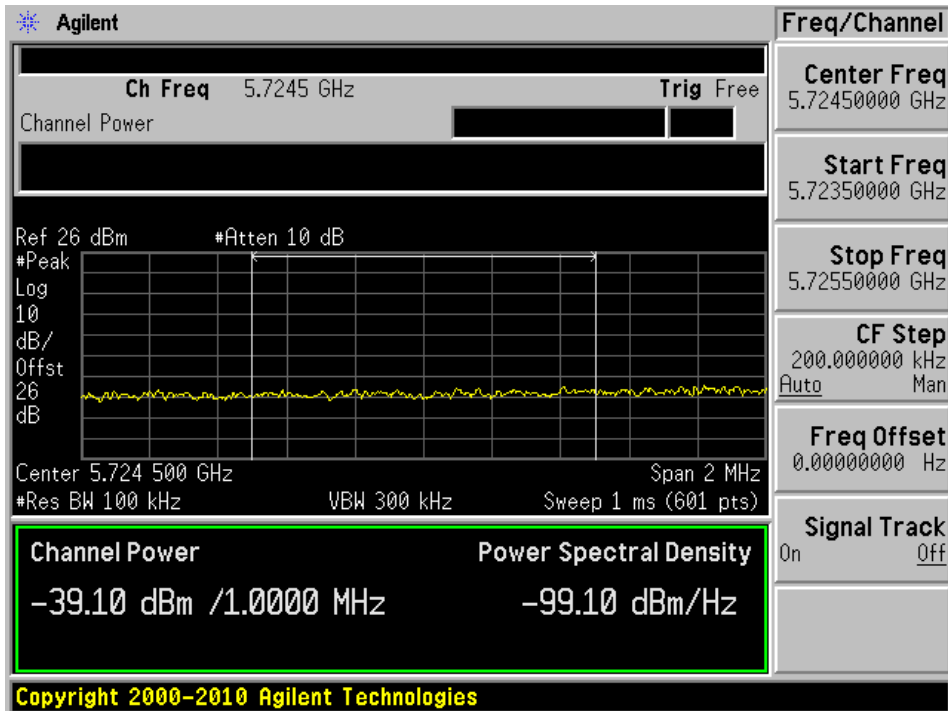 Agilent
Freq/Channel
Ch Freq 5.7245 GHz Trig Free
Channel Power
Center Freq
5.72450000 GHz
Start Freq
5.72350000 GHz
Stop Freq
5.72550000 GHz
CF Step
200.000000 kHz
Auto Man
Freq Offset
0.00000000 Hz
Signal Track
On Off
Ref 26 dBm #Atten 10 dB
#Peak
Log
10
dB/
Offst
26
dB
Center 5.724 500 GHz Span 2 MHz
#Res BW 100 kHz VBW 300 kHz Sweep 1 ms (601 pts)
Channel Power Power Spectral Density
-39.10 dBm /1.0000 MHz -99.10 dBm/Hz
Copyright 2000-2010 Agilent Technologies